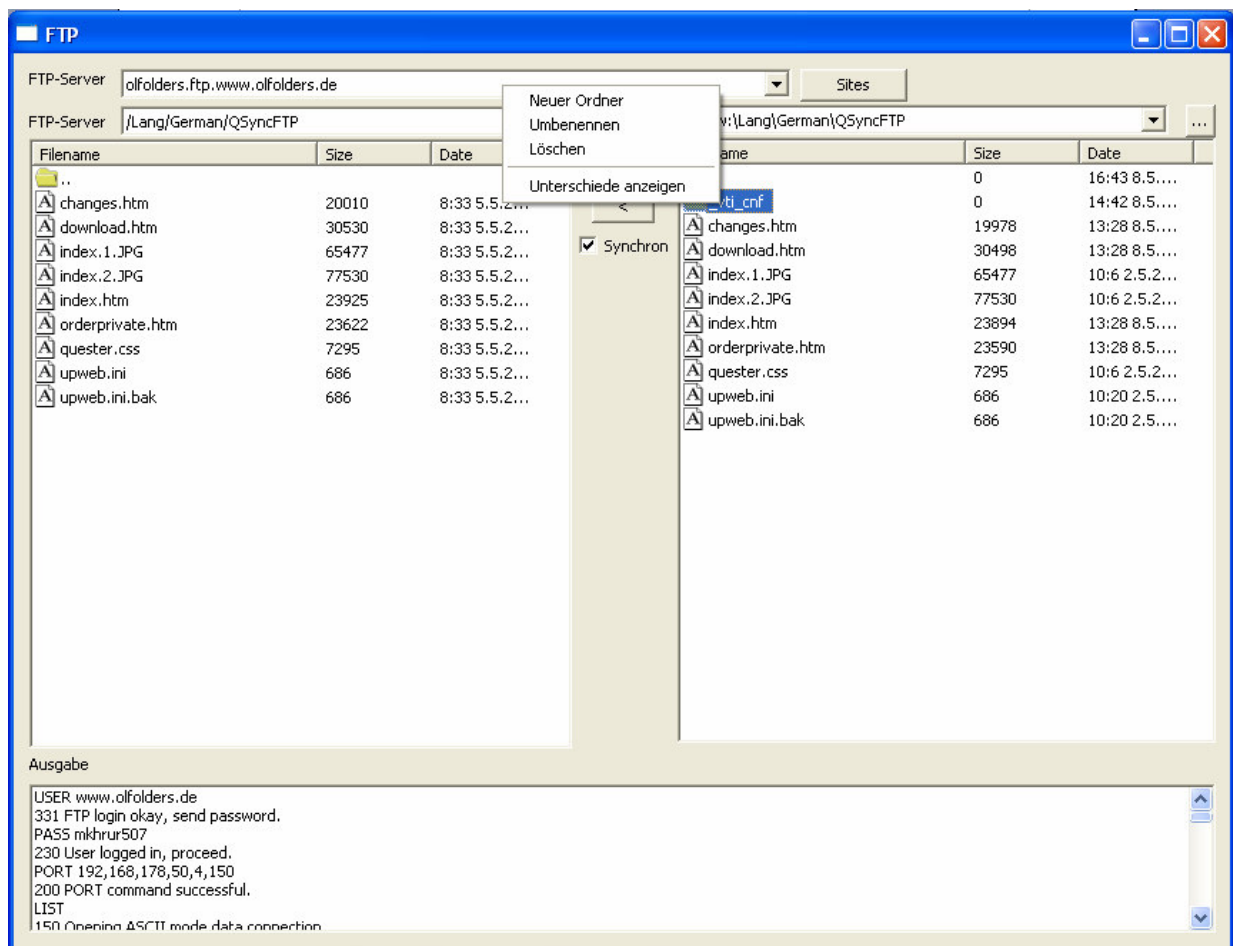 FTP
FTP-Server olfolders.ftp.www.olfolders.de Sites
FTP-Server /Lang/German/QSyncFTP w:\Lang\German\QSyncFTP ...
Neuer Ordner
Umbenennen
Löschen
Unterschiede anzeigen
Filename Size Date
..
changes.htm 20010 8:33 5.5.2...
download.htm 30530 8:33 5.5.2...
index.1.JPG 65477 8:33 5.5.2...
index.2.JPG 77530 8:33 5.5.2...
index.htm 23925 8:33 5.5.2...
orderprivate.htm 23622 8:33 5.5.2...
quester.css 7295 8:33 5.5.2...
upweb.ini 686 8:33 5.5.2...
upweb.ini.bak 686 8:33 5.5.2...
<
Synchron
ame Size Date
0 16:43 8.5....
_vti_cnf 0 14:42 8.5....
changes.htm 19978 13:28 8.5....
download.htm 30498 13:28 8.5....
index.1.JPG 65477 10:6 2.5.2...
index.2.JPG 77530 10:6 2.5.2...
index.htm 23894 13:28 8.5....
orderprivate.htm 23590 13:28 8.5....
quester.css 7295 10:6 2.5.2...
upweb.ini 686 10:20 2.5....
upweb.ini.bak 686 10:20 2.5....
Ausgabe
USER www.olfolders.de
331 FTP login okay, send password.
PASS mkhrur507
230 User logged in, proceed.
PORT 192,168,178,50,4,150
200 PORT command successful.
LIST
150 Opening ASCII mode data connection